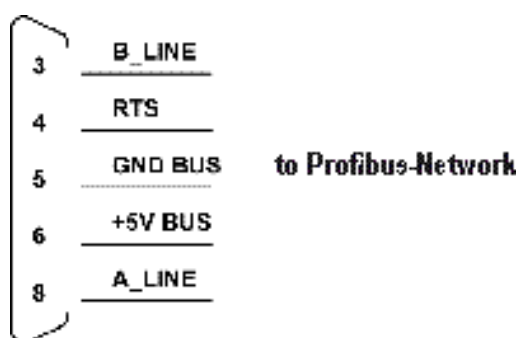 3 B_LINE
4 RTS
5 GND BUS to Profibus-Network
6 +5V BUS
8 A_LINE